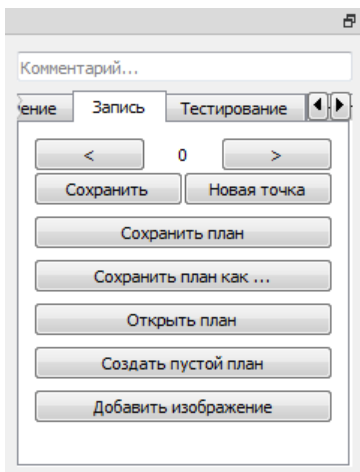 Комментарий...
ение Запись Тестирование
< 0 >
Сохранить Новая точка
Сохранить план
Сохранить план как ...
Открыть план
Создать пустой план
Добавить изображение